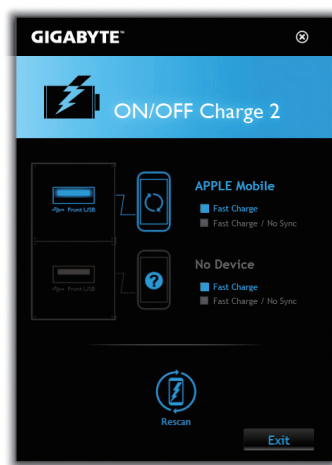 GIGABYTE™
ON/OFF Charge 2
APPLE Mobile
Front USB
Fast Charge
Fast Charge / No Sync
No Device
?
Front USB
Fast Charge
Fast Charge / No Sync
Rescan
Exit